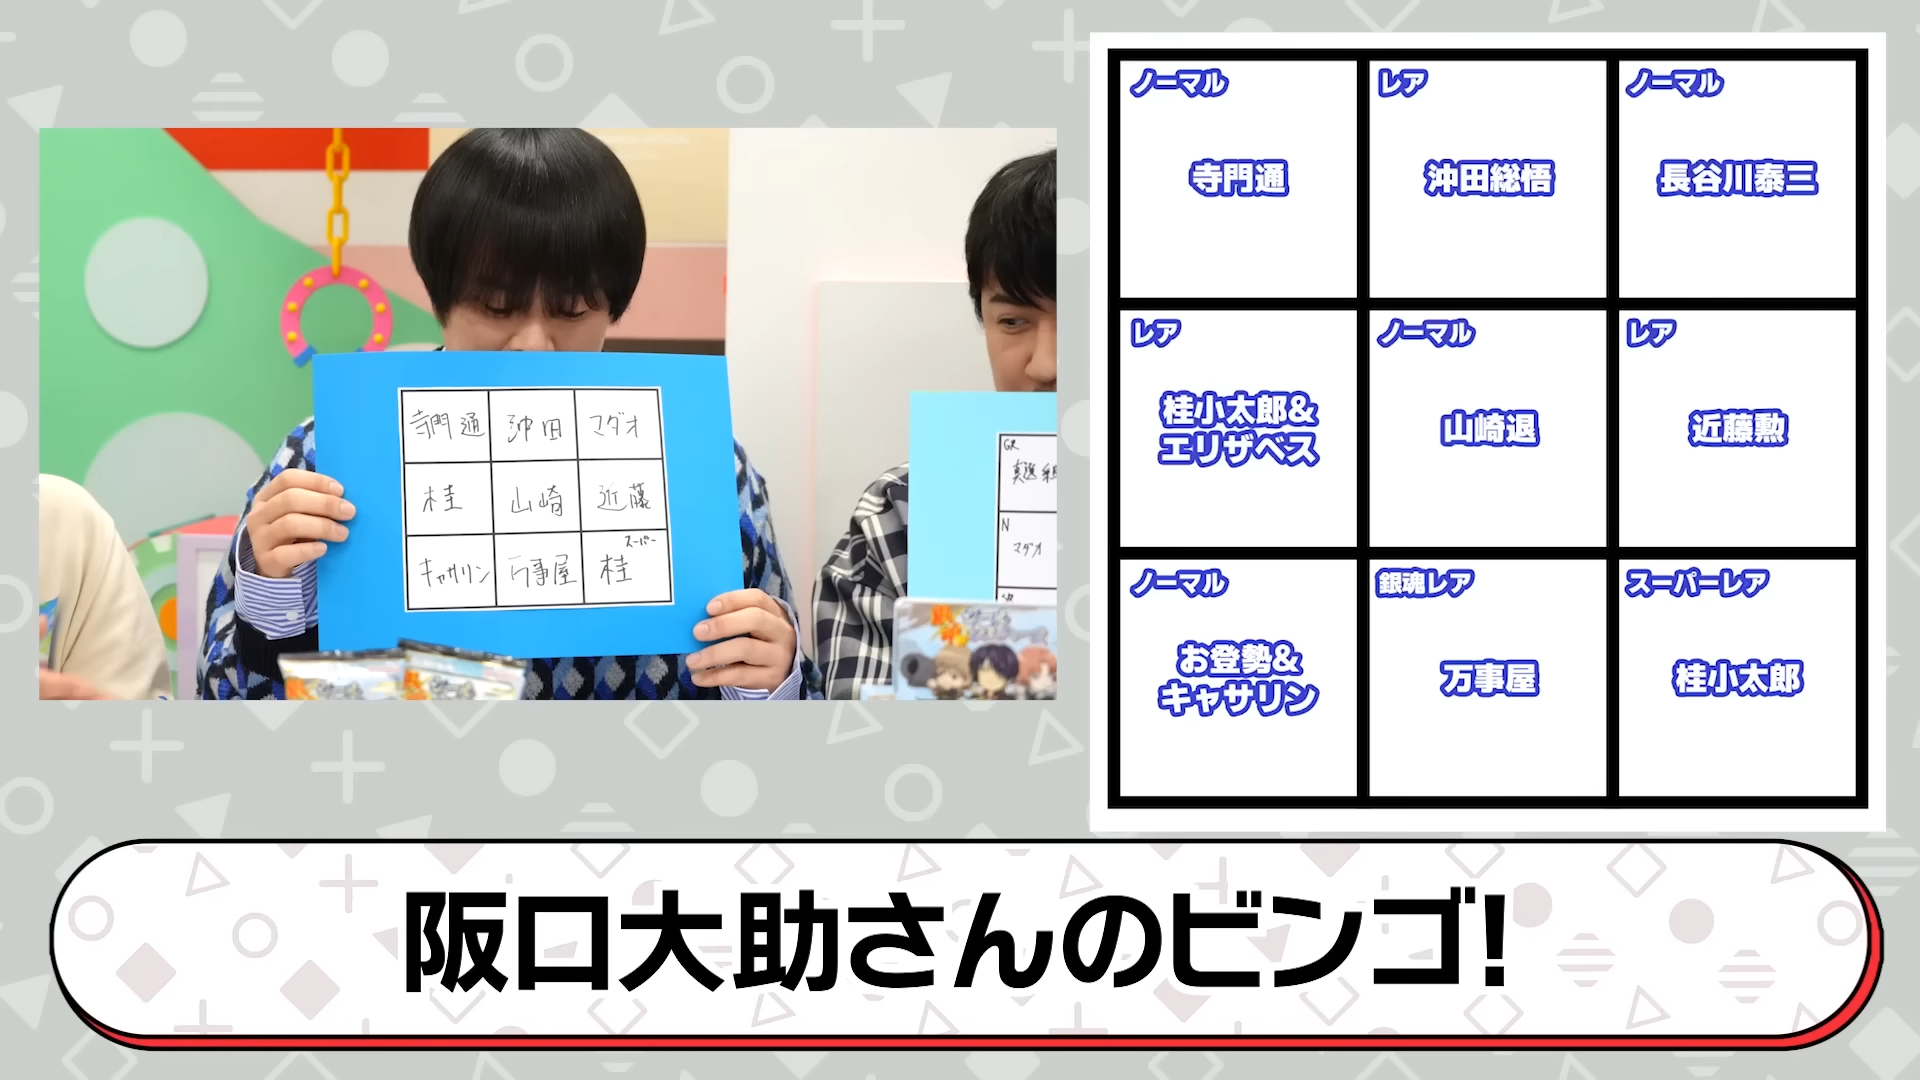 ノーマル
寺門通
レア
沖田総悟
ノーマル
長谷川泰三
レア
桂小太郎&
エリザベス
ノーマル
山崎退
レア
近藤勲
ノーマル
お登勢&
キャサリン
銀魂レア
万事屋
スーパーレア
桂小太郎
寺門通
沖田
マダオ
桂
山崎
近藤
キャサリン
万事屋
スーパー
桂
GR
真選組
N
マダオ
SR
阪口大助さんのビンゴ!